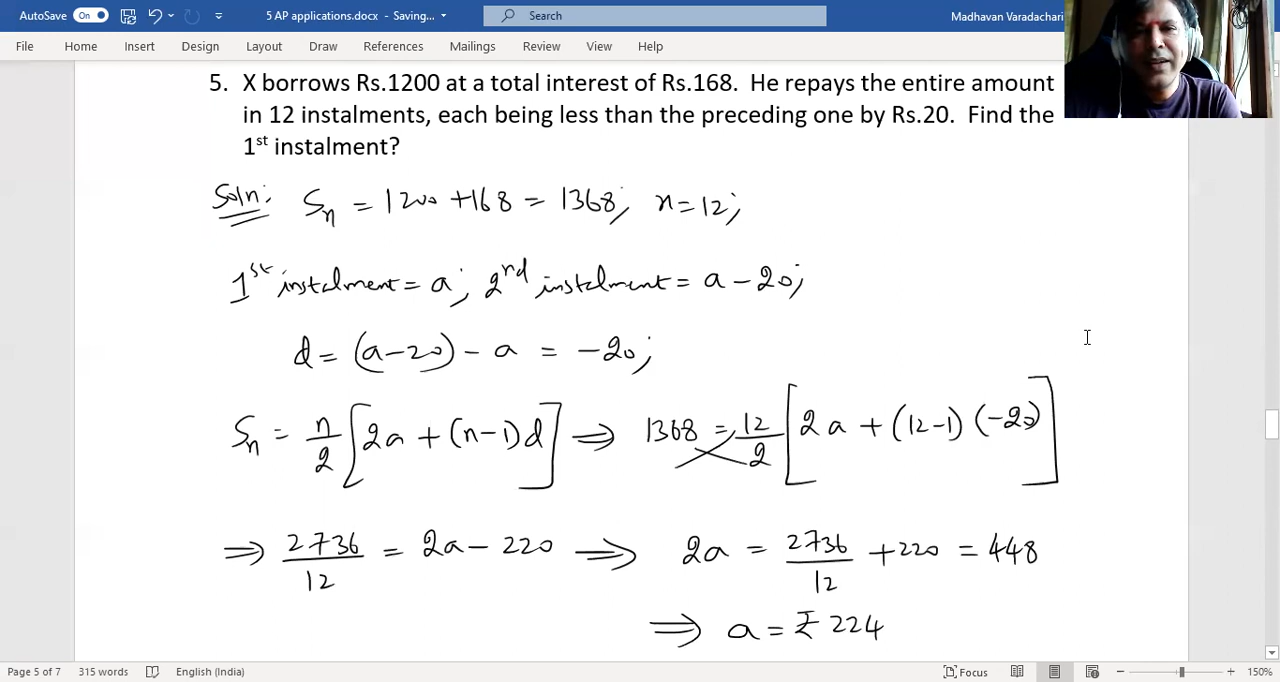 AutoSave On 5 AP applications.docx - Saving... Search Madhavan Varadachari
File Home Insert Design Layout Draw References Mailings Review View Help
5. X borrows Rs.1200 at a total interest of Rs.168. He repays the entire amount
in 12 instalments, each being less than the preceding one by Rs.20. Find the
1st instalment?
Soln: Sn = 1200 + 168 = 1368; n = 12;
1st instalment = a; 2nd instalment = a - 20;
d = (a-20) - a = -20;
Sn = n/2 [2a + (n-1)d] ⇒ 1368 = 12/2 [2a + (12-1)(-20)]
⇒ 2736/12 = 2a - 220 ⇒ 2a = 2736/12 + 220 = 448
⇒ a = ₹ 224
Page 5 of 7 315 words English (India) Focus 150%